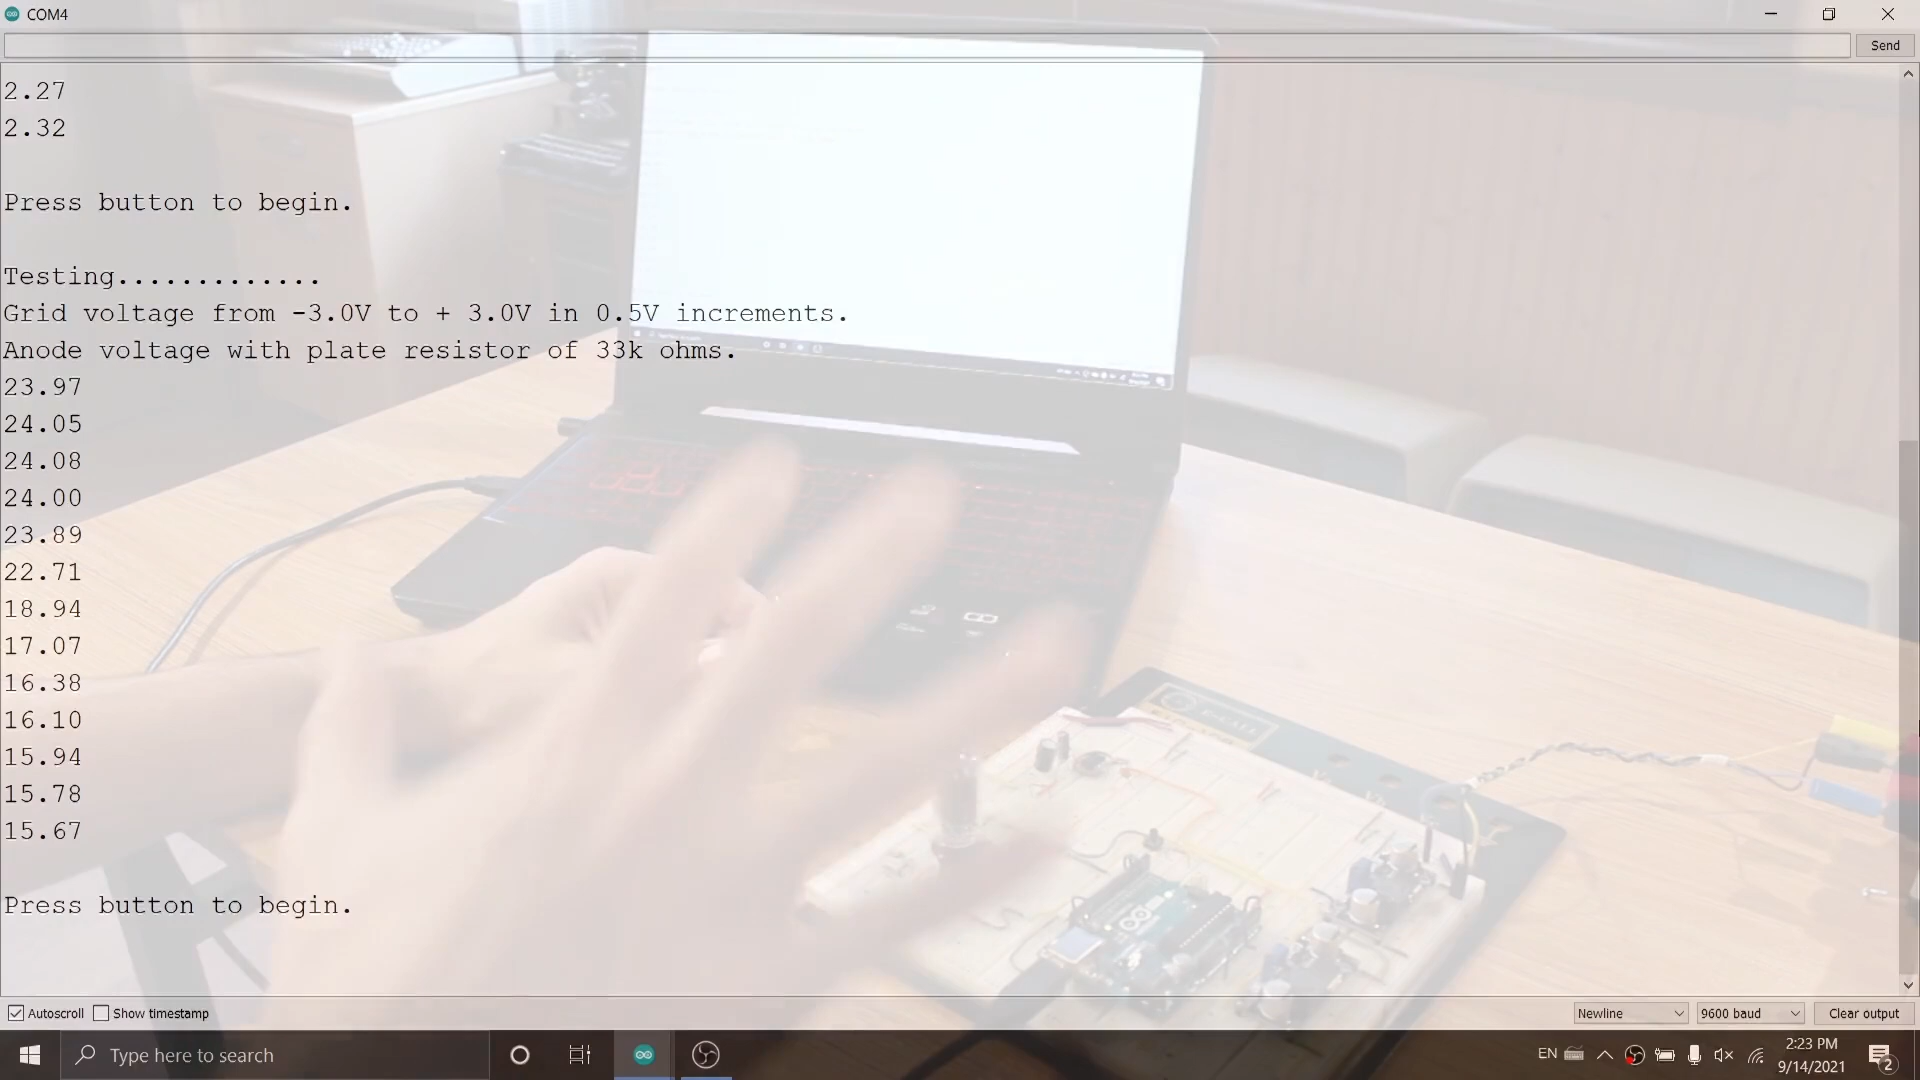 COM4
Send
2.27
2.32
Press button to begin.
Testing.............
Grid voltage from -3.0V to + 3.0V in 0.5V increments.
Anode voltage with plate resistor of 33k ohms.
23.97
24.05
24.08
24.00
23.89
22.71
18.94
17.07
16.38
16.10
15.94
15.78
15.67
Press button to begin.
Autoscroll Show timestamp
Newline 9600 baud Clear output
Type here to search
EN
2:23 PM
9/14/2021
2